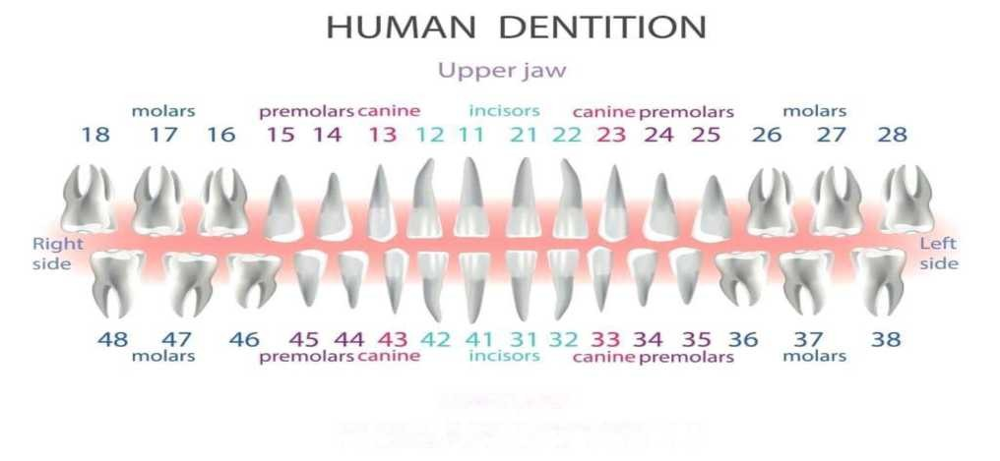 HUMAN DENTITION
Upper jaw
molars premolars canine incisors canine premolars molars
18 17 16 15 14 13 12 11 21 22 23 24 25 26 27 28
Right side Left side
48 47 46 45 44 43 42 41 31 32 33 34 35 36 37 38
molars premolars canine incisors canine premolars molars